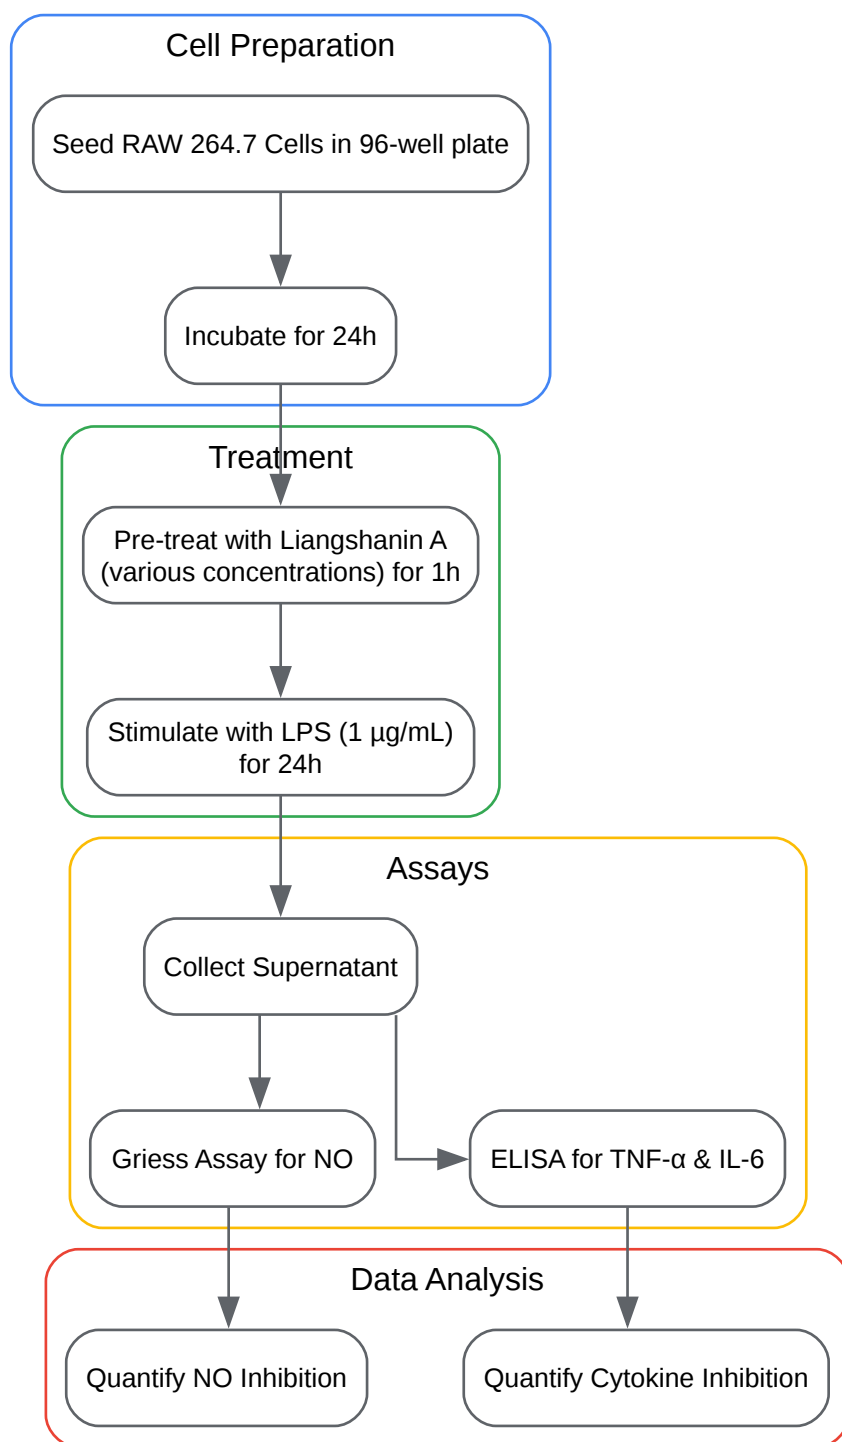 Cell Preparation
Seed RAW 264.7 Cells in 96-well plate
Incubate for 24h
Treatment
Pre-treat with Liangshanin A
(various concentrations) for 1h
Stimulate with LPS (1 µg/mL)
for 24h
Assays
Collect Supernatant
Griess Assay for NO
ELISA for TNF-α & IL-6
Data Analysis
Quantify NO Inhibition
Quantify Cytokine Inhibition